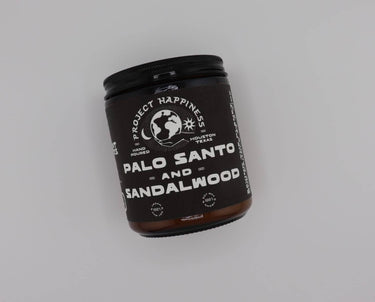 PROJECT HAPPINESS
HAND POURED
HOUSTON TEXAS
PALO SANTO
AND
SANDALWOOD